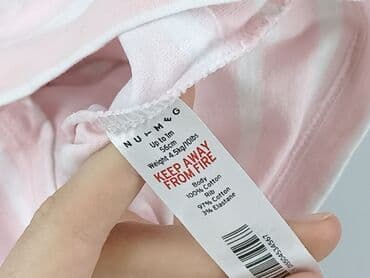 NUTMEG
Up to 1m
56cm
Weight 4.5kg/10lbs
KEEP AWAY
FROM FIRE
Body
100% Cotton
Rib
97% Cotton
3% Elastane